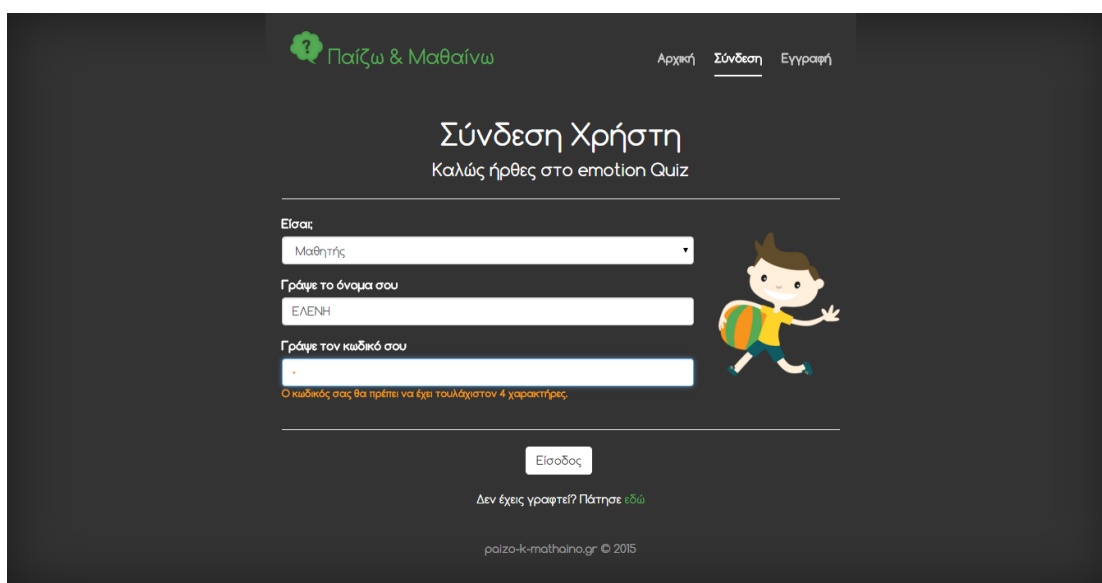 ?
Παίζω & Μαθαίνω
Αρχική Σύνδεση Εγγραφή
Σύνδεση Χρήστη
Καλώς ήρθες στο emotion Quiz
Είσαι;
Μαθητής
Γράψε το όνομα σου
ΕΛΕΝΗ
Γράψε τον κωδικό σου
Ο κωδικός σας θα πρέπει να έχει τουλάχιστον 4 χαρακτήρες.
Είσοδος
Δεν έχεις γραφτεί? Πάτησε εδώ
paizo-k-mathaino.gr © 2015